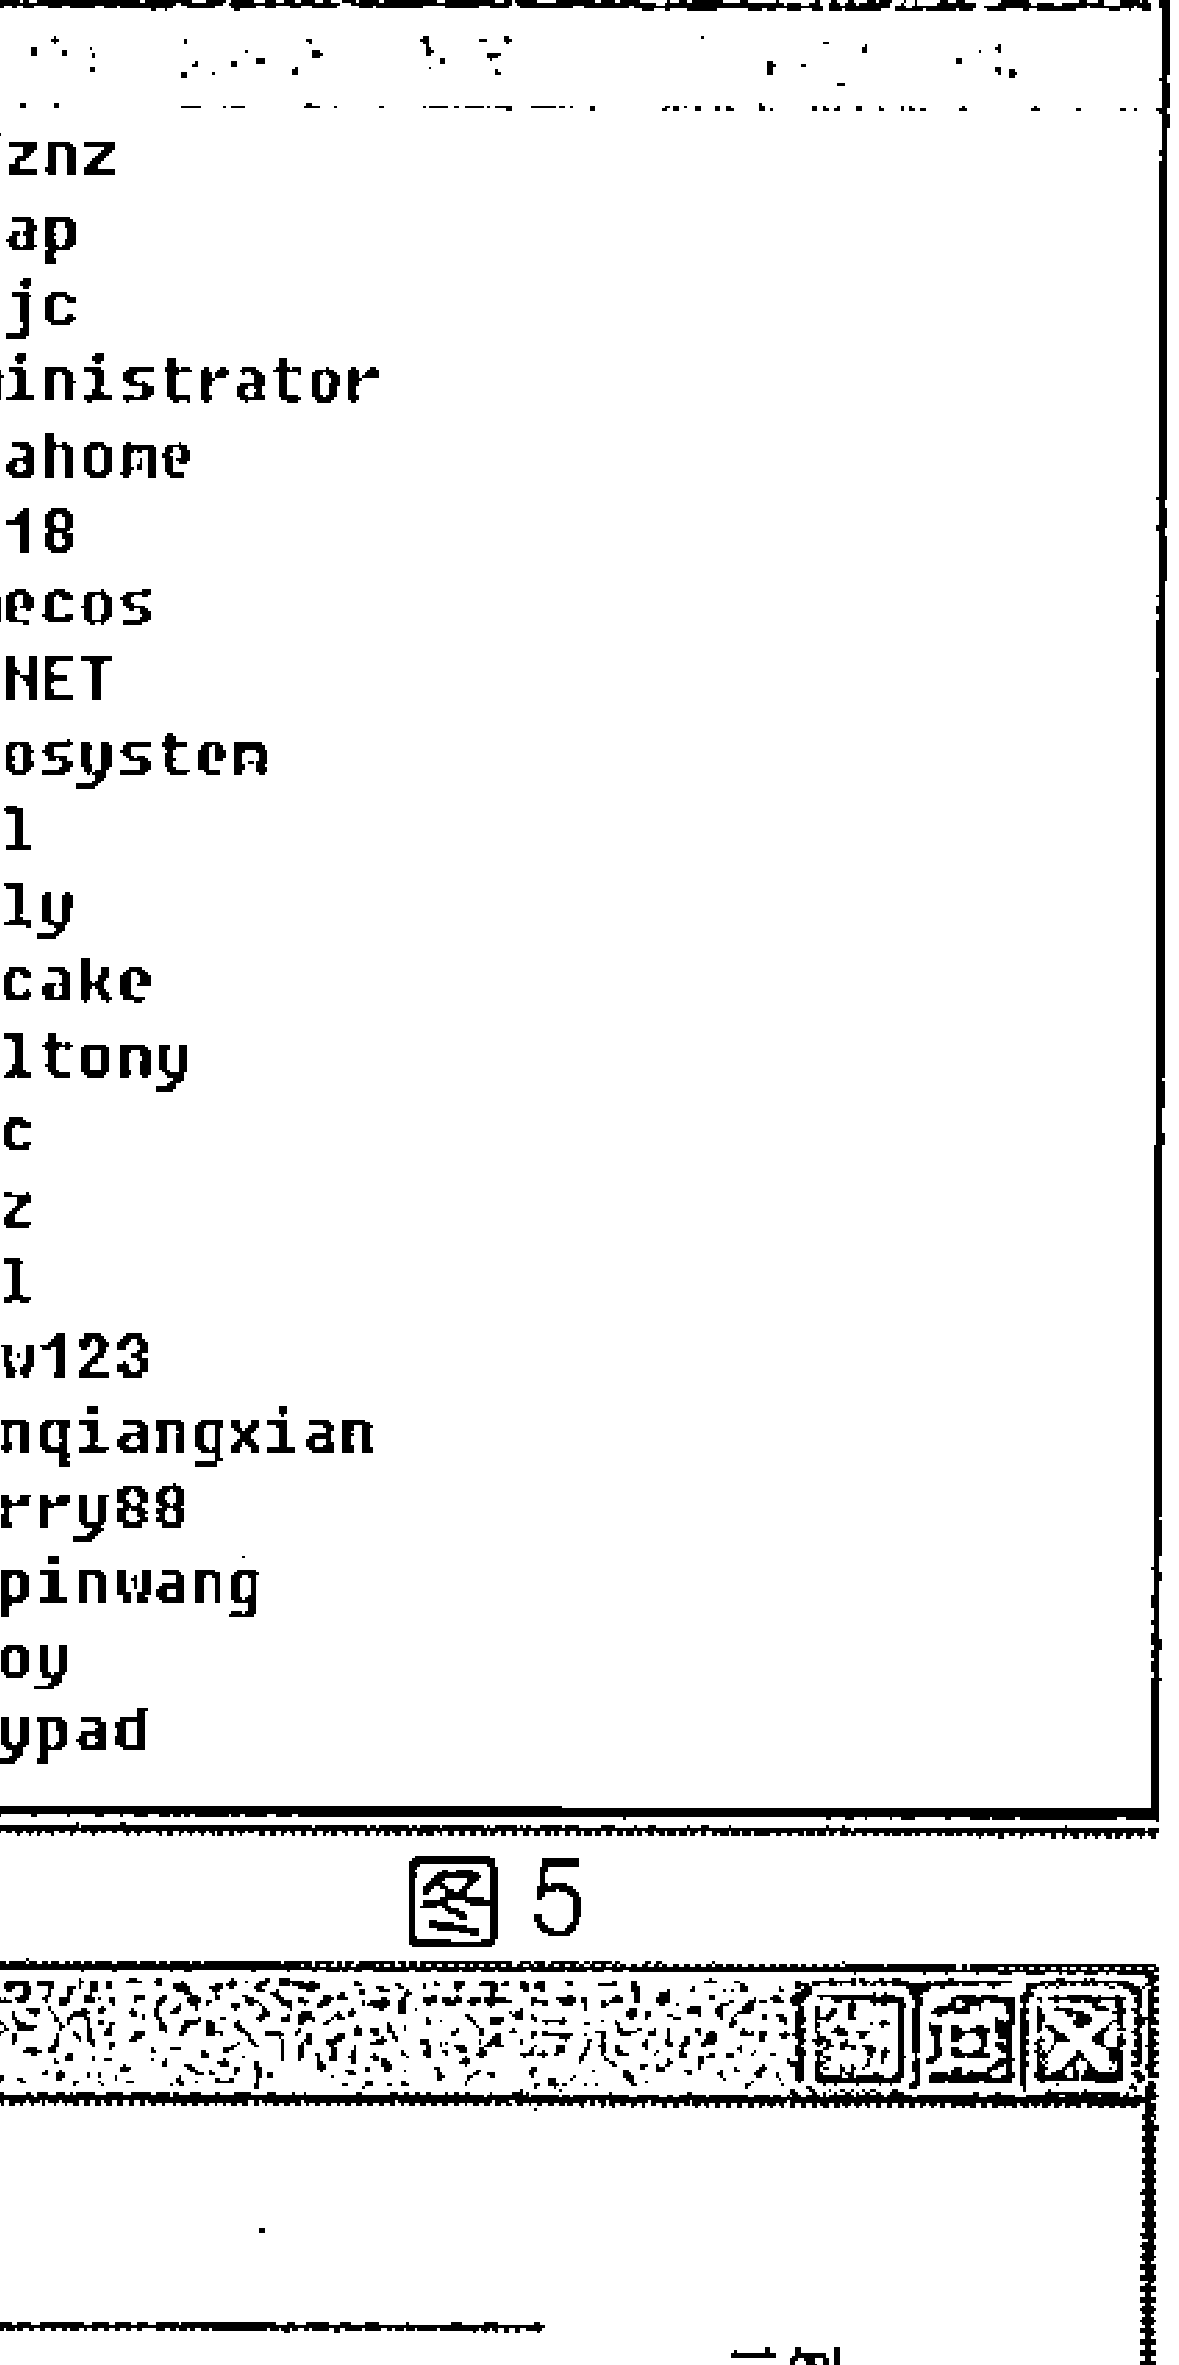 znz
ap
jc
inistrator
ahome
18
ecos
NET
osystem
l
ly
cake
ltony
c
z
l
w123
nqiangxian
rry88
pinwang
oy
ypad
图 5